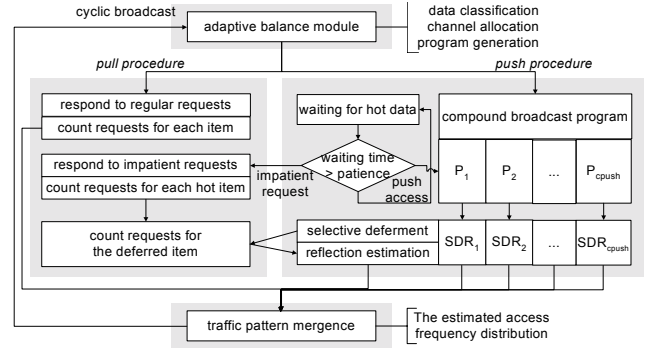 cyclic broadcast
adaptive balance module
data classification
channel allocation
program generation
pull procedure
push procedure
respond to regular requests
count requests for each item
waiting for hot data
compound broadcast program
respond to impatient requests
count requests for each hot item
impatient
request
waiting time
> patience
push
access
P1 P2 ... Pcpush
count requests for
the deferred item
selective deferment
reflection estimation
SDR1 SDR2 ... SDRcpush
traffic pattern mergence
The estimated access
frequency distribution